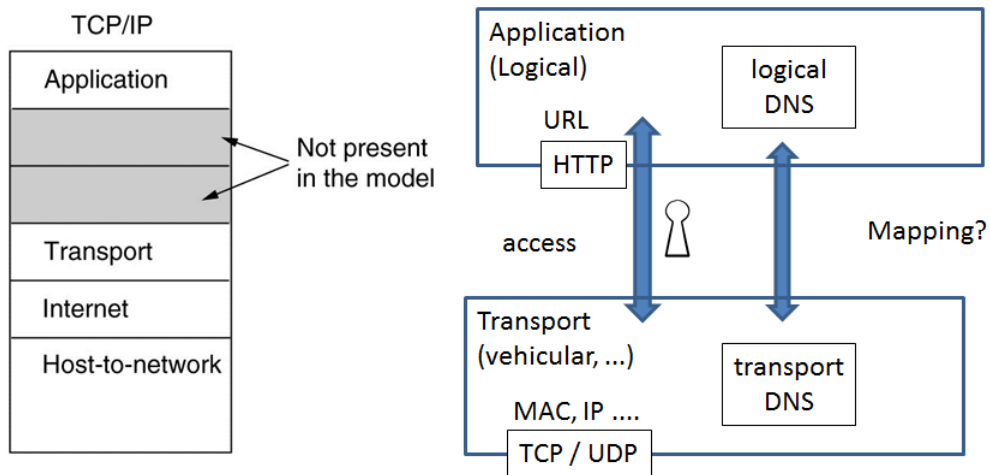 TCP/IP
Application
Not present
in the model
Transport
Internet
Host-to-network
Application
(Logical)
logical
DNS
URL
HTTP
access
Mapping?
Transport
(vehicular, ...)
transport
DNS
MAC, IP ....
TCP / UDP